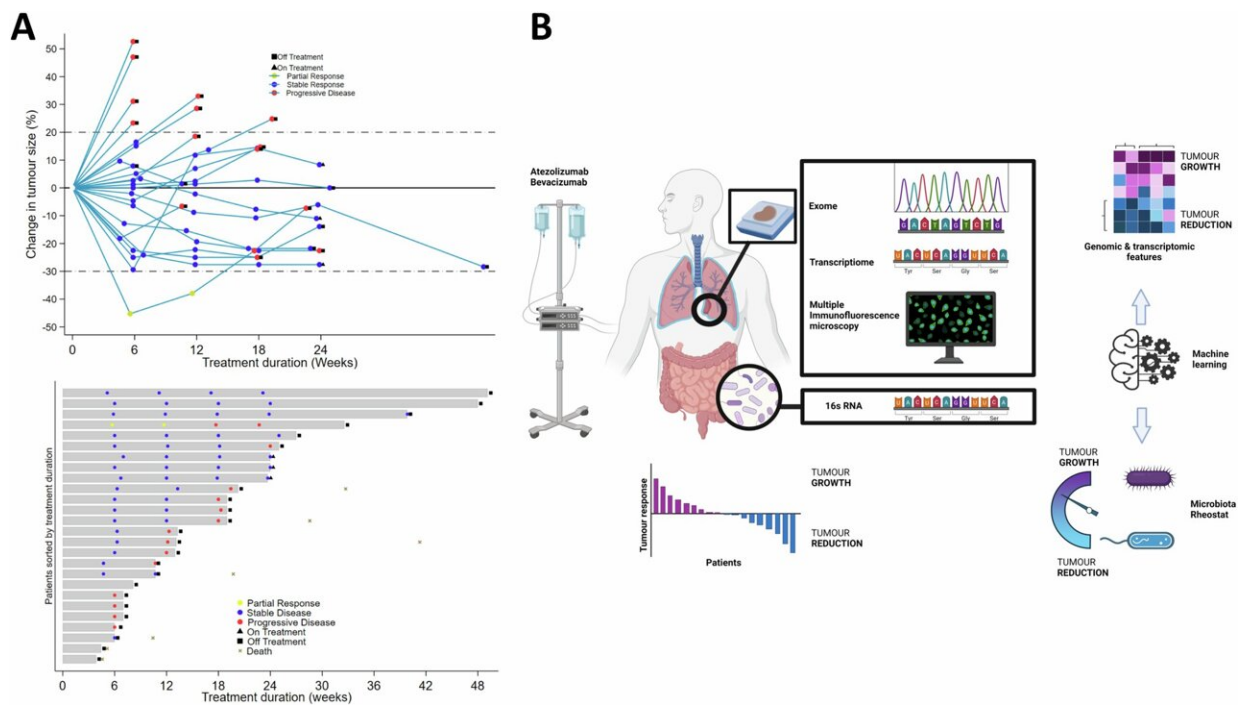 A
50
40
30
20
10
0
-10
-20
-30
-40
-50
Change in tumour size (%)
Off Treatment
On Treatment
Partial Response
Stable Response
Progressive Disease
0 6 12 18 24
Treatment duration (Weeks)
Patients sorted by treatment duration
Partial Response
Stable Disease
Progressive Disease
On Treatment
Off Treatment
Death
0 6 12 18 24 30 36 42 48
Treatment duration (weeks)
B
Atezolizumab
Bevacizumab
Exome
G A C T A G T C T G
Transcriptiome
U A C U C A G U U U C A
Tyr Ser Gly Ser
Multiple
Immunofluorescence
microscopy
16s RNA
U A C U C A G U U U C A
Tyr Ser Gly Ser
Tumour response
TUMOUR
GROWTH
TUMOUR
REDUCTION
Patients
TUMOUR
GROWTH
TUMOUR
REDUCTION
Genomic & transcriptomic
features
Machine
learning
TUMOUR
GROWTH
Microbiota
Rheostat
TUMOUR
REDUCTION